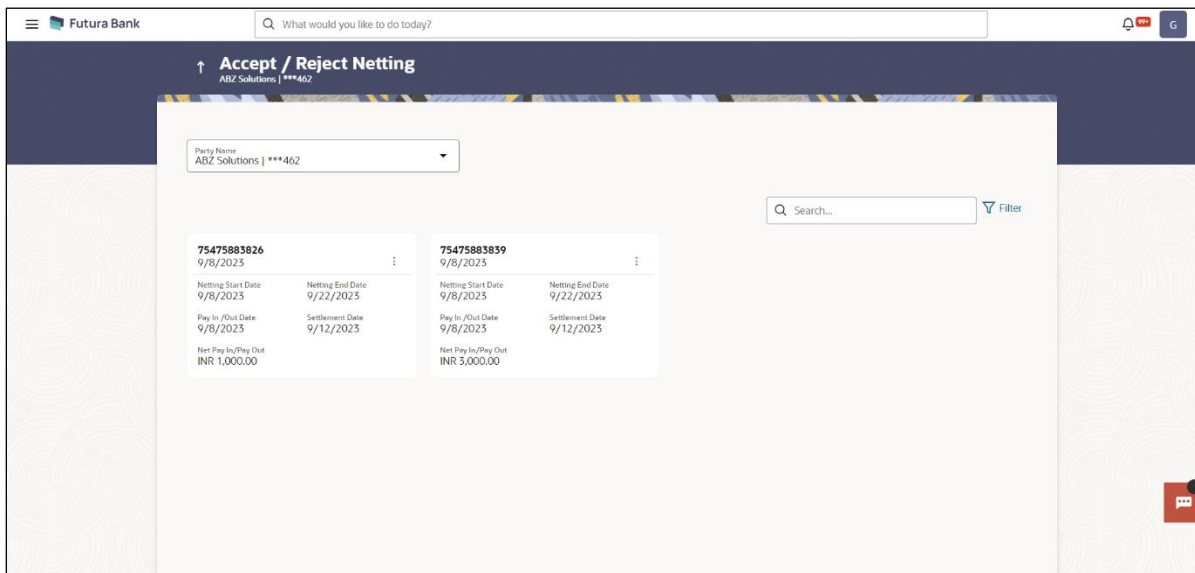 Futura Bank
What would you like to do today?
99+
G
Accept / Reject Netting
ABZ Solutions | ***462
Party Name
ABZ Solutions | ***462
Search...
Filter
75475883826
9/8/2023
Netting Start Date Netting End Date
9/8/2023 9/22/2023
Pay In /Out Date Settlement Date
9/8/2023 9/12/2023
Net Pay In/Pay Out
INR 1,000.00
75475883839
9/8/2023
Netting Start Date Netting End Date
9/8/2023 9/22/2023
Pay In /Out Date Settlement Date
9/8/2023 9/12/2023
Net Pay In/Pay Out
INR 3,000.00